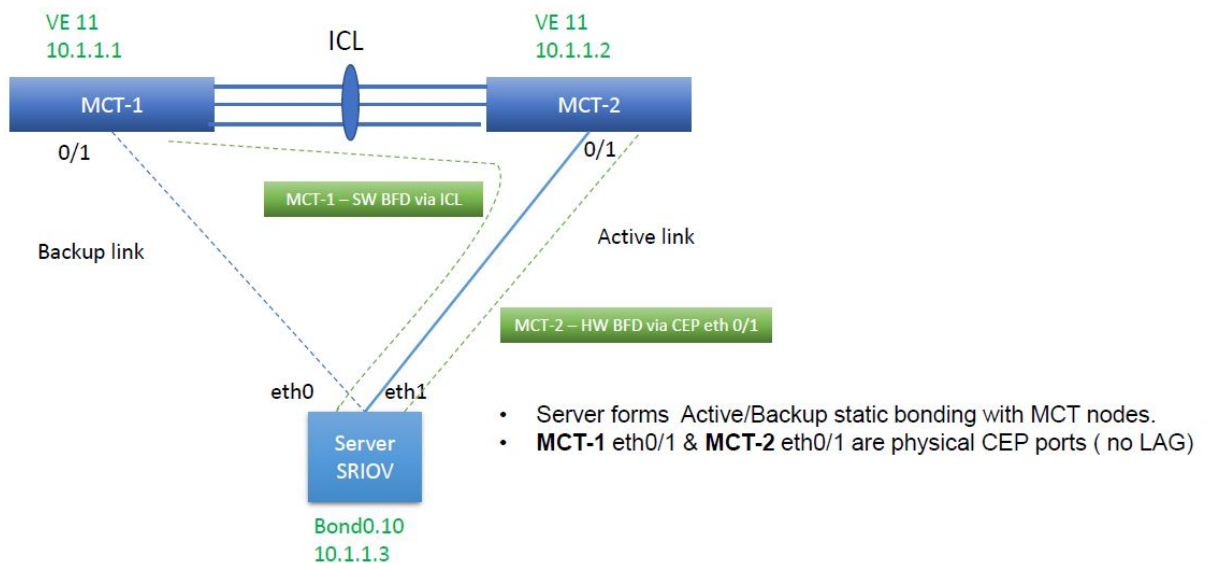 VE 11
10.1.1.1
ICL
VE 11
10.1.1.2
MCT-1
MCT-2
0/1
0/1
MCT-1 – SW BFD via ICL
Backup link
Active link
MCT-2 – HW BFD via CEP eth 0/1
eth0
eth1
Server
SRIOV
• Server forms Active/Backup static bonding with MCT nodes.
• MCT-1 eth0/1 & MCT-2 eth0/1 are physical CEP ports ( no LAG)
Bond0.10
10.1.1.3